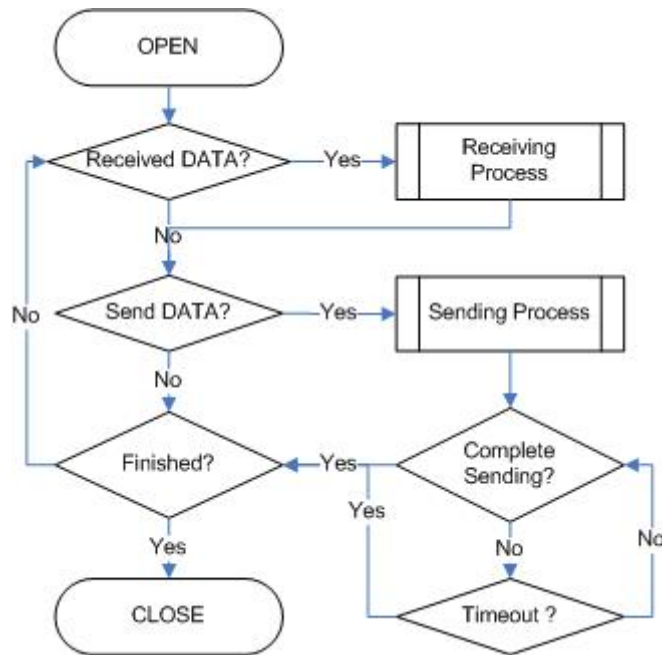 OPEN
Received DATA?
Yes
Receiving
Process
No
Send DATA?
Yes
Sending Process
No
No
Finished?
Yes
Complete
Sending?
Yes
No
No
Yes
CLOSE
Timeout ?